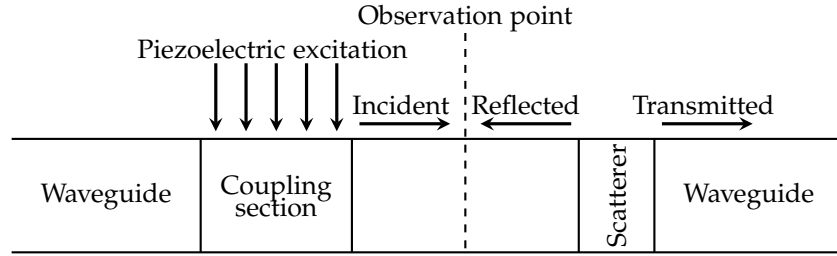 Observation point
Piezoelectric excitation
Incident
Reflected
Transmitted
Waveguide
Coupling
section
Scatterer
Waveguide